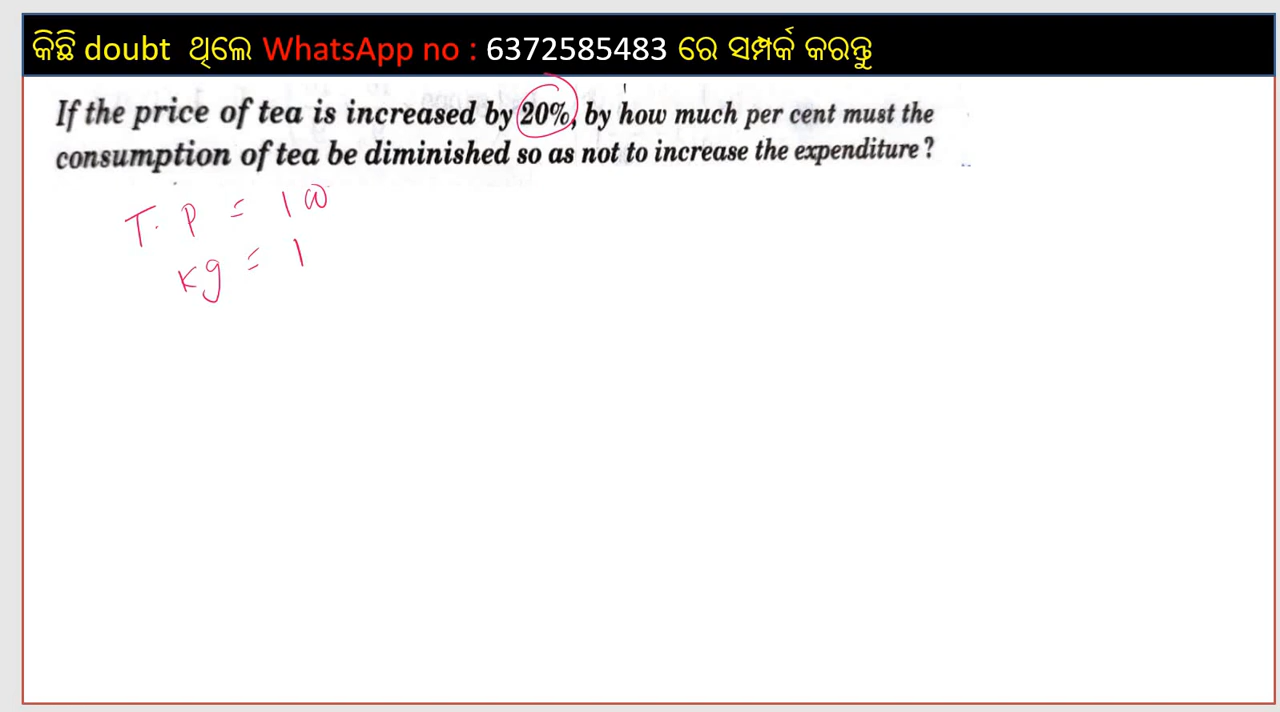 କିଛି doubt ଥିଲେ WhatsApp no : 6372585483 ରେ ସମ୍ପର୍କ କରନ୍ତୁ
If the price of tea is increased by 20%, by how much per cent must the
consumption of tea be diminished so as not to increase the expenditure ?
T. P = 100
kg = 1